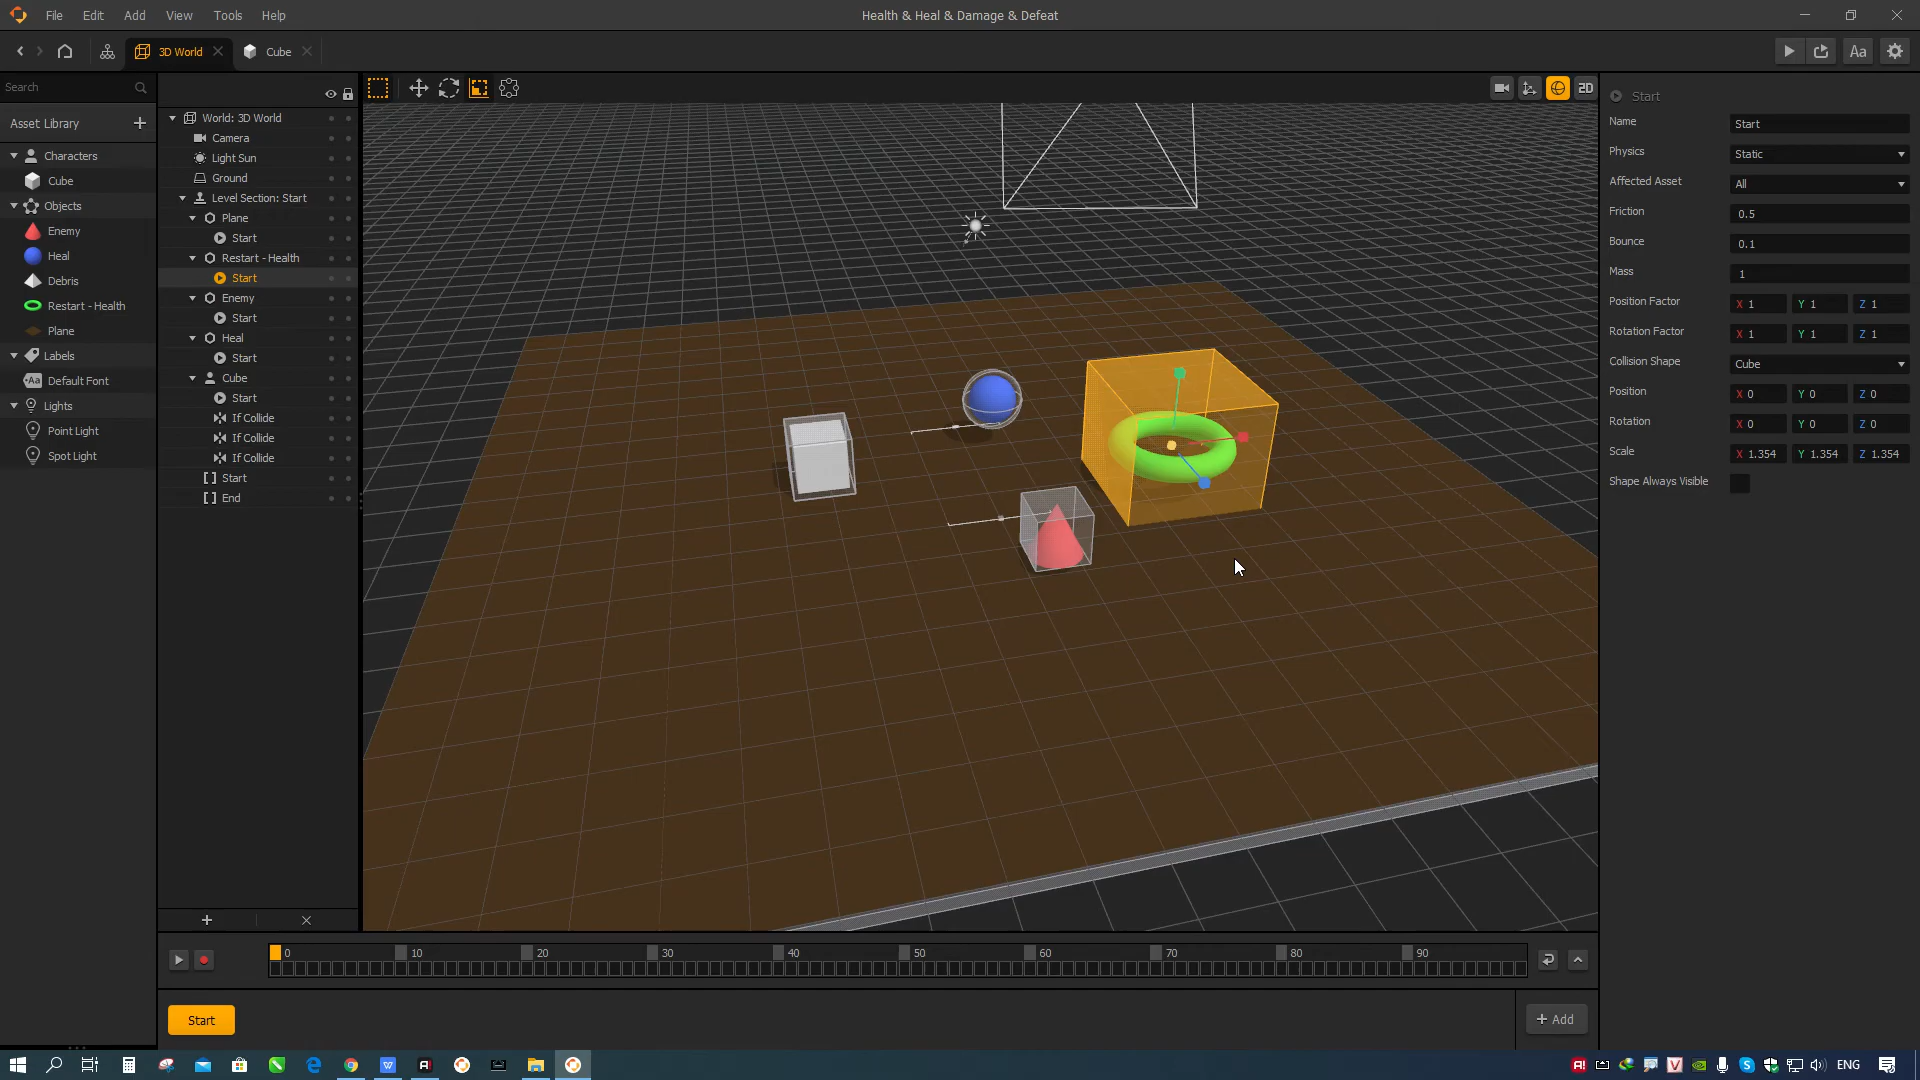 File Edit View Add Tools Help
Health & Heal & Damage & Defeat
3D World
Cube
Aa
Search
Asset Library
Characters
Cube
Objects
Enemy
Heal
Debris
Restart - Health
Plane
Labels
Aa Default Font
Lights
Point Light
Spot Light
World: 3D World
Camera
Light Sun
Ground
Level Section: Start
Plane
Start
Restart - Health
Start
Enemy
Start
Heal
Start
Cube
Start
If Collide
If Collide
If Collide
Start
End
2D
Start
Name Start
Physics Static
Affected Asset All
Friction 0.5
Bounce 0.1
Mass 1
Position Factor X 1 Y 1 Z 1
Rotation Factor X 1 Y 1 Z 1
Collision Shape Cube
Position X 0 Y 0 Z 0
Rotation X 0 Y 0 Z 0
Scale X 1.354 Y 1.354 Z 1.354
Shape Always Visible
0 10 20 30 40 50 60 70 80 90
Start
+ Add
ENG